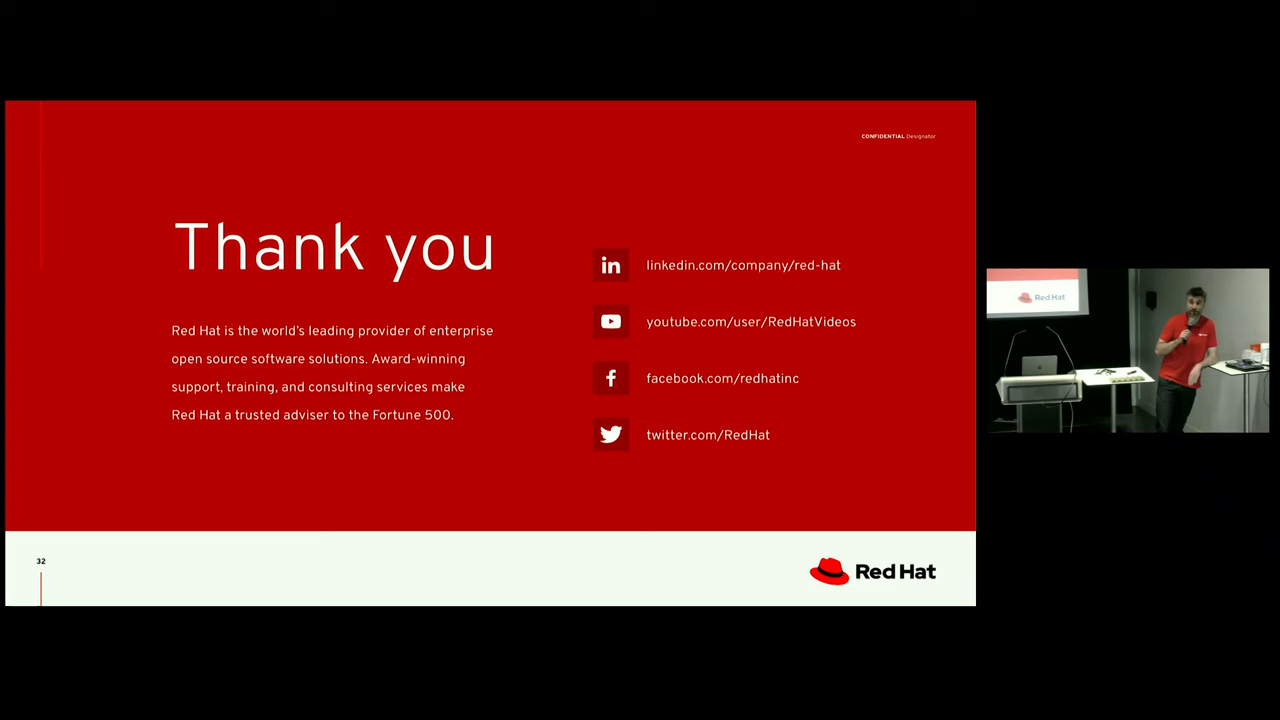 CONFIDENTIAL Designator
Thank you
Red Hat is the world's leading provider of enterprise
open source software solutions. Award-winning
support, training, and consulting services make
Red Hat a trusted adviser to the Fortune 500.
in
linkedin.com/company/red-hat
youtube.com/user/RedHatVideos
f
facebook.com/redhatinc
twitter.com/RedHat
32
Red Hat
Red Hat